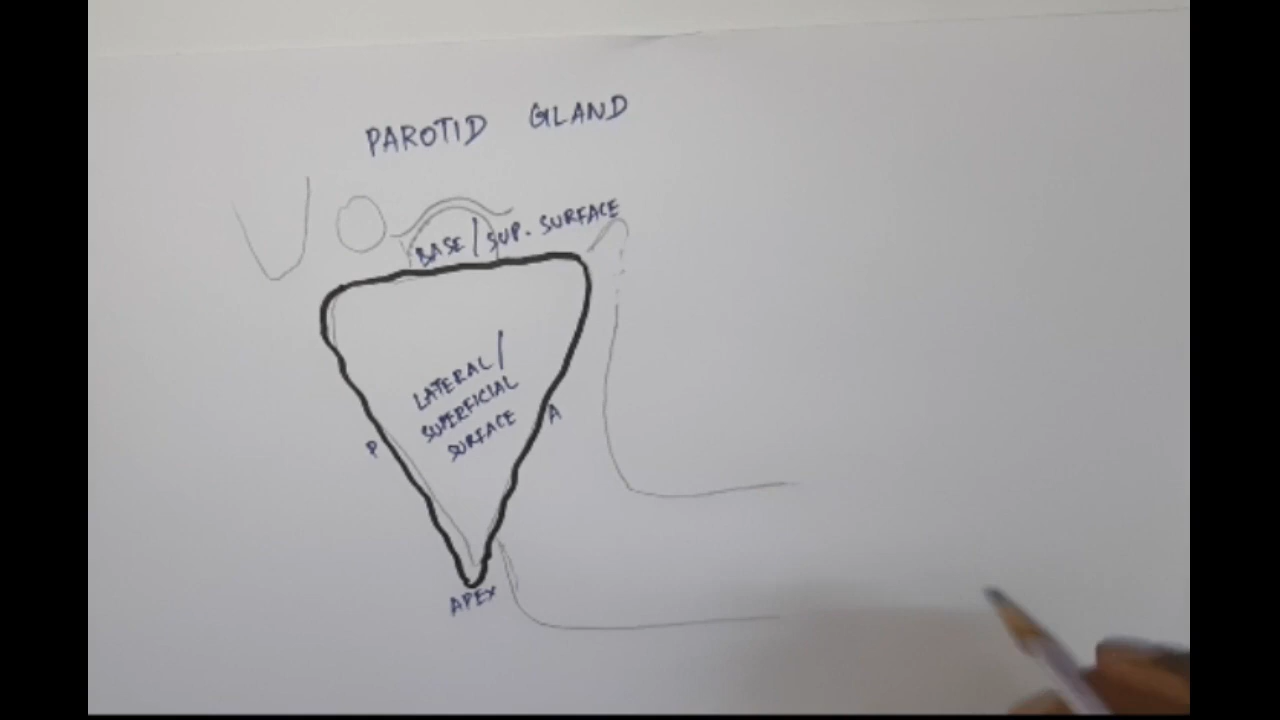 PAROTID GLAND
BASE / SUP. SURFACE
LATERAL /
SUPERFICIAL
SURFACE
P
A
APEX